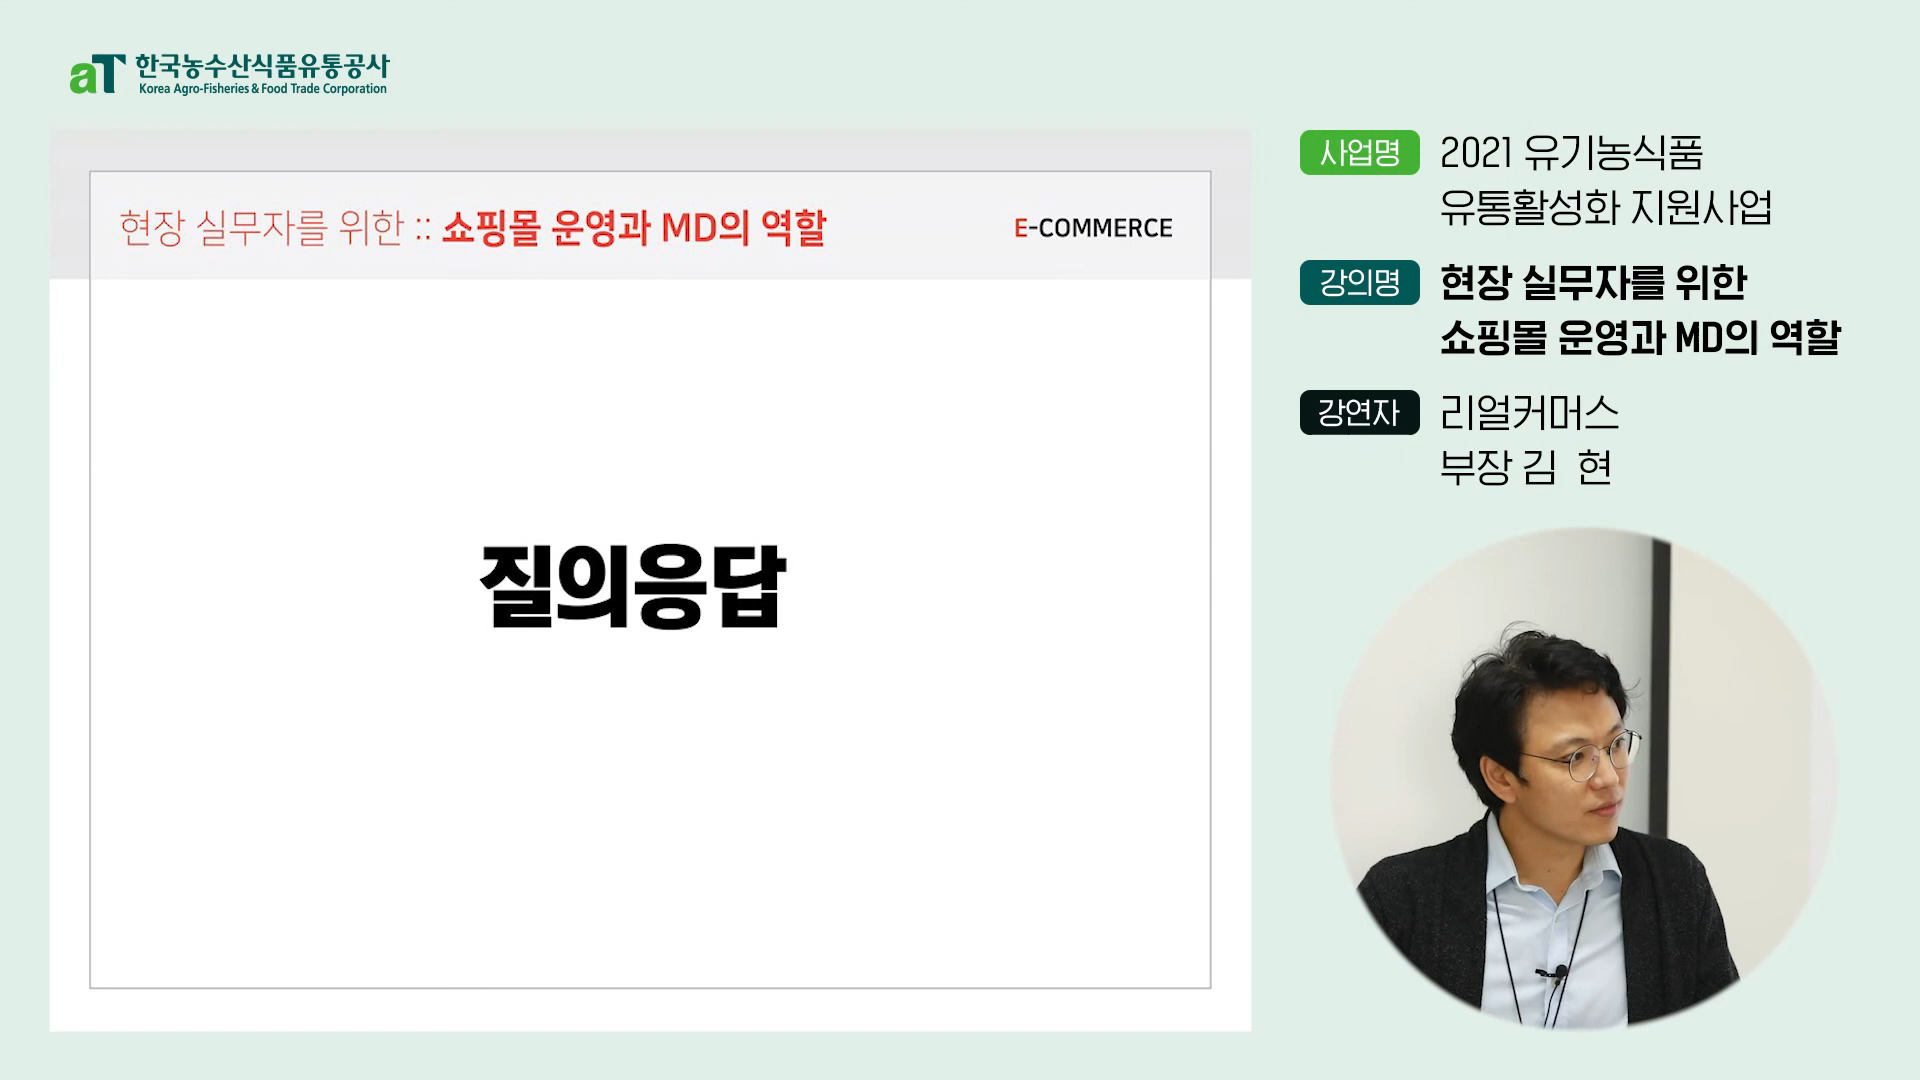 aT 한국농수산식품유통공사
Korea Agro-Fisheries & Food Trade Corporation
현장 실무자를 위한 :: 쇼핑몰 운영과 MD의 역할
E-COMMERCE
질의응답
사업명 2021 유기농식품
유통활성화 지원사업
강의명 현장 실무자를 위한
쇼핑몰 운영과 MD의 역할
강연자 리얼커머스
부장 김 현